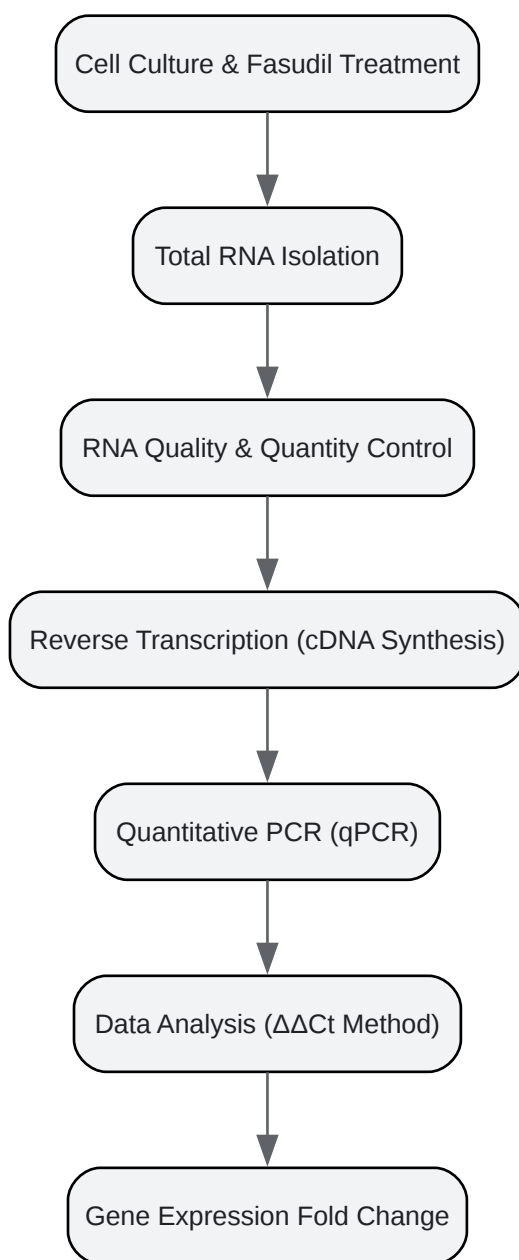 Cell Culture & Fasudil Treatment
Total RNA Isolation
RNA Quality & Quantity Control
Reverse Transcription (cDNA Synthesis)
Quantitative PCR (qPCR)
Data Analysis (ΔΔCt Method)
Gene Expression Fold Change